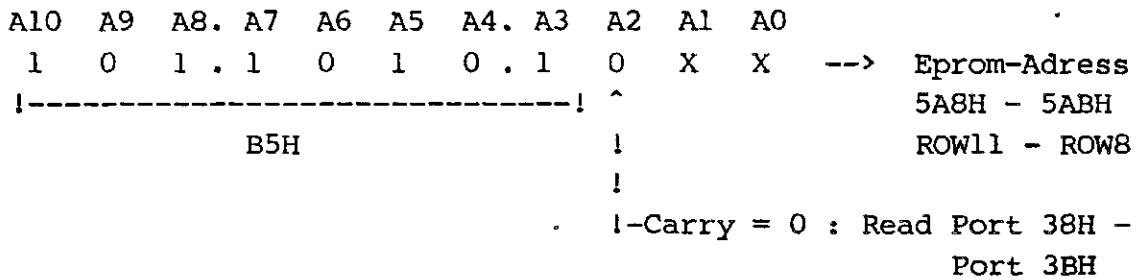 A10 A9 A8. A7 A6 A5 A4. A3 A2 A1 A0
1 0 1 . 1 0 1 0 . 1 0 X X --> Eprom-Adress
!------------------------------! ^ 5A8H - 5ABH
B5H ! ROW11 - ROW8
!
!-Carry = 0 : Read Port 38H -
Port 3BH